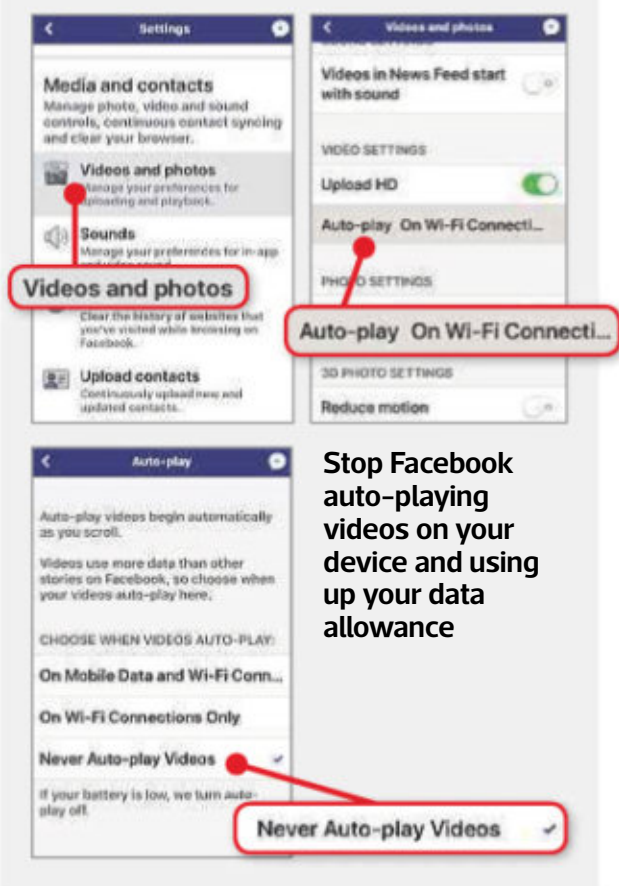 Settings
Media and contacts
Manage photo, video and sound
controls, continuous contact syncing
and clear your browser.
Videos and photos
Manage your preferences for
uploading and playback.
Sounds
Manage your preferences for in-app
Videos and photos
Clear the history of websites that
you've visited while browsing on
Facebook.
Upload contacts
Continuously upload new and
updated contacts.
Videos and photos
Videos in News Feed start
with sound
VIDEO SETTINGS
Upload HD
Auto-play On Wi-Fi Connecti...
PHOTO SETTINGS
Auto-play On Wi-Fi Connecti...
3D PHOTO SETTINGS
Reduce motion
Auto-play
Auto-play videos begin automatically
as you scroll.
Videos use more data than other
stories on Facebook, so choose when
your videos auto-play here.
CHOOSE WHEN VIDEOS AUTO-PLAY:
On Mobile Data and Wi-Fi Conn...
On Wi-Fi Connections Only
Never Auto-play Videos
If your battery is low, we turn auto-
play off.
Never Auto-play Videos
Stop Facebook
auto-playing
videos on your
device and using
up your data
allowance